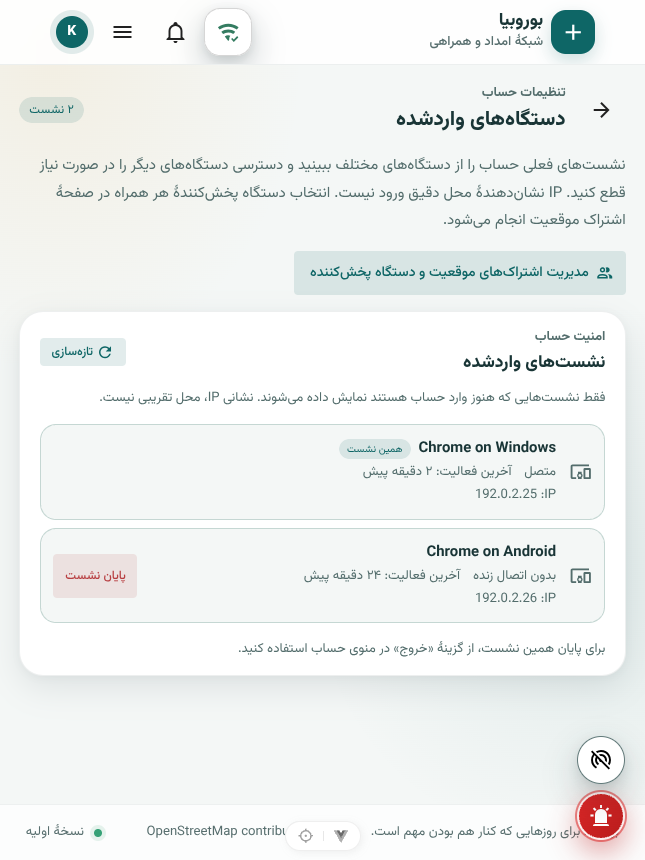 بوروبیا
شبکهٔ امداد و همراهی
K
تنظیمات حساب
دستگاه‌های واردشده
۲ نشست
نشست‌های فعلی حساب را از دستگاه‌های مختلف ببینید و دسترسی دستگاه‌های دیگر را در صورت نیاز
قطع کنید. IP نشان‌دهندهٔ محل دقیق ورود نیست. انتخاب دستگاه پخش‌کنندهٔ هر همراه در صفحهٔ
اشتراک موقعیت انجام می‌شود.
مدیریت اشتراک‌های موقعیت و دستگاه پخش‌کننده
امنیت حساب
نشست‌های واردشده
تازه‌سازی
فقط نشست‌هایی که هنوز وارد حساب هستند نمایش داده می‌شوند. نشانی IP، محل تقریبی نیست.
Chrome on Windows همین نشست
متصل آخرین فعالیت: ۲ دقیقه پیش
IP: 192.0.2.25
Chrome on Android
بدون اتصال زنده آخرین فعالیت: ۲۴ دقیقه پیش
IP: 192.0.2.26
پایان نشست
برای پایان همین نشست، از گزینهٔ «خروج» در منوی حساب استفاده کنید.
برای روزهایی که کنار هم بودن مهم است.
OpenStreetMap
نسخهٔ اولیه